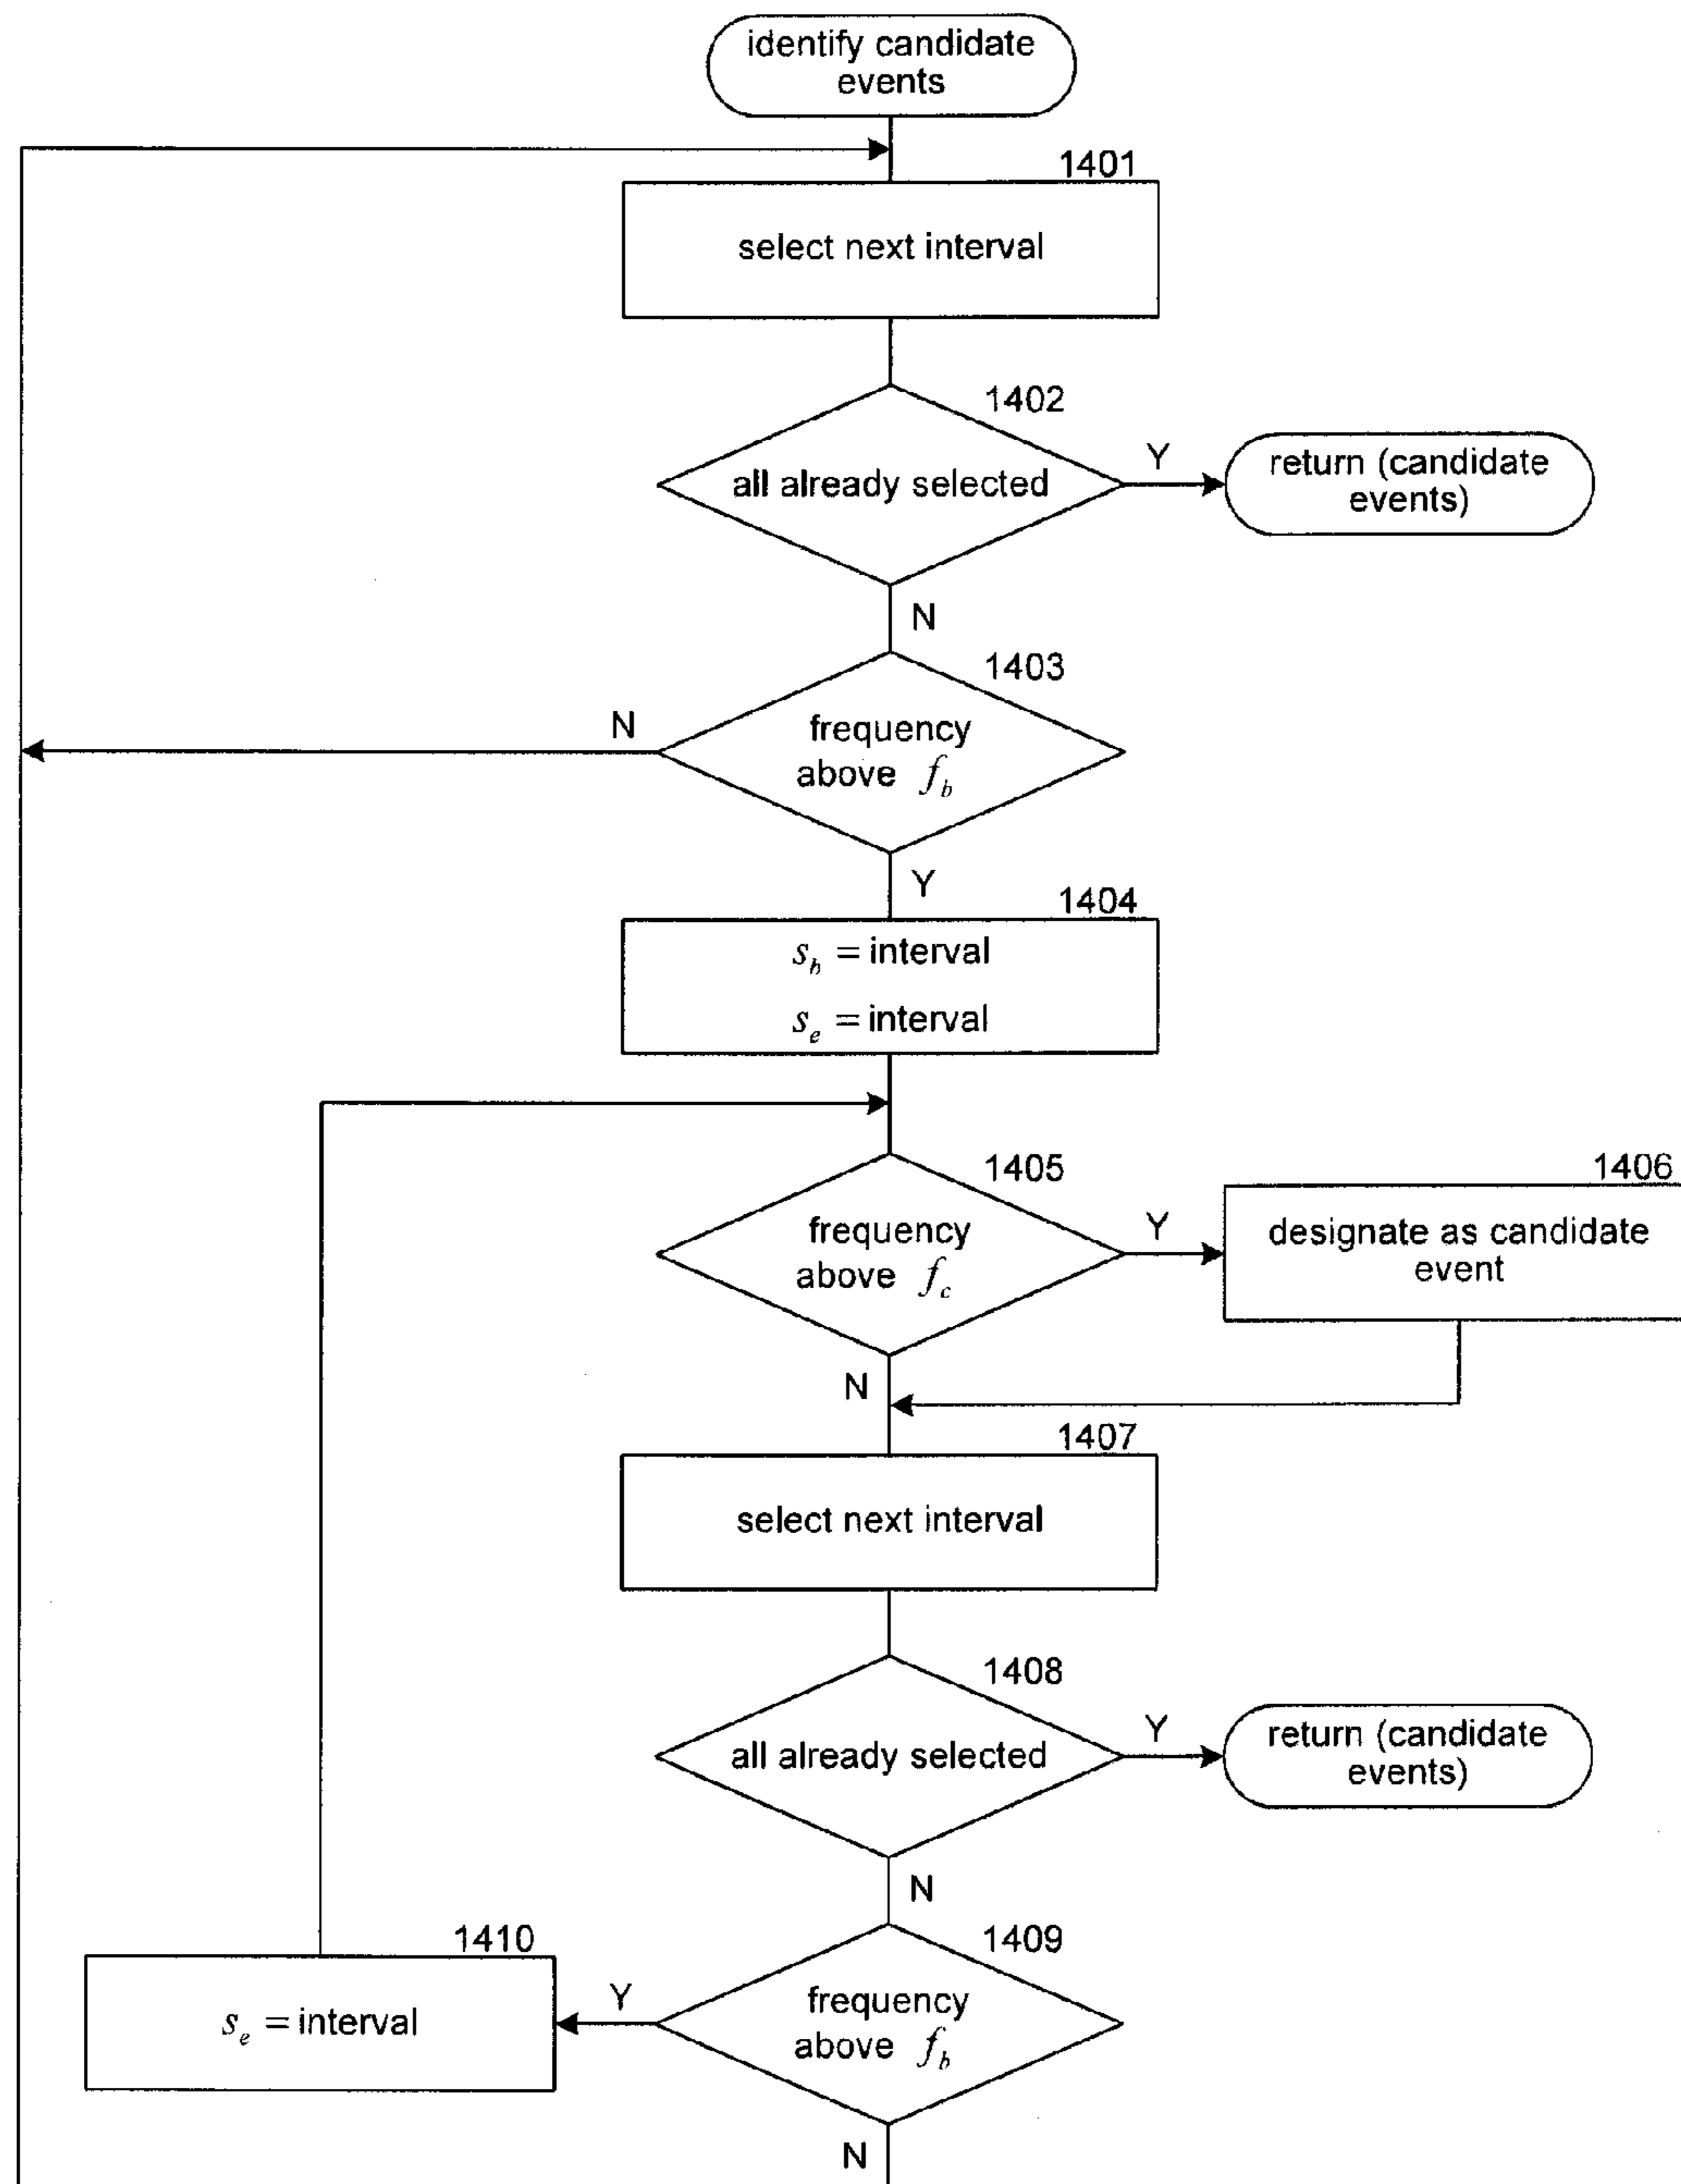 identify candidate
events
1401
select next interval
1402
all already selected
Y
return (candidate
events)
N
1403
N
frequency
above f_b
Y
1404
s_b = interval
s_e = interval
1405
frequency
above f_c
Y
1406
designate as candidate
event
N
1407
select next interval
1408
all already selected
Y
return (candidate
events)
N
1410
s_e = interval
Y
1409
frequency
above f_b
N